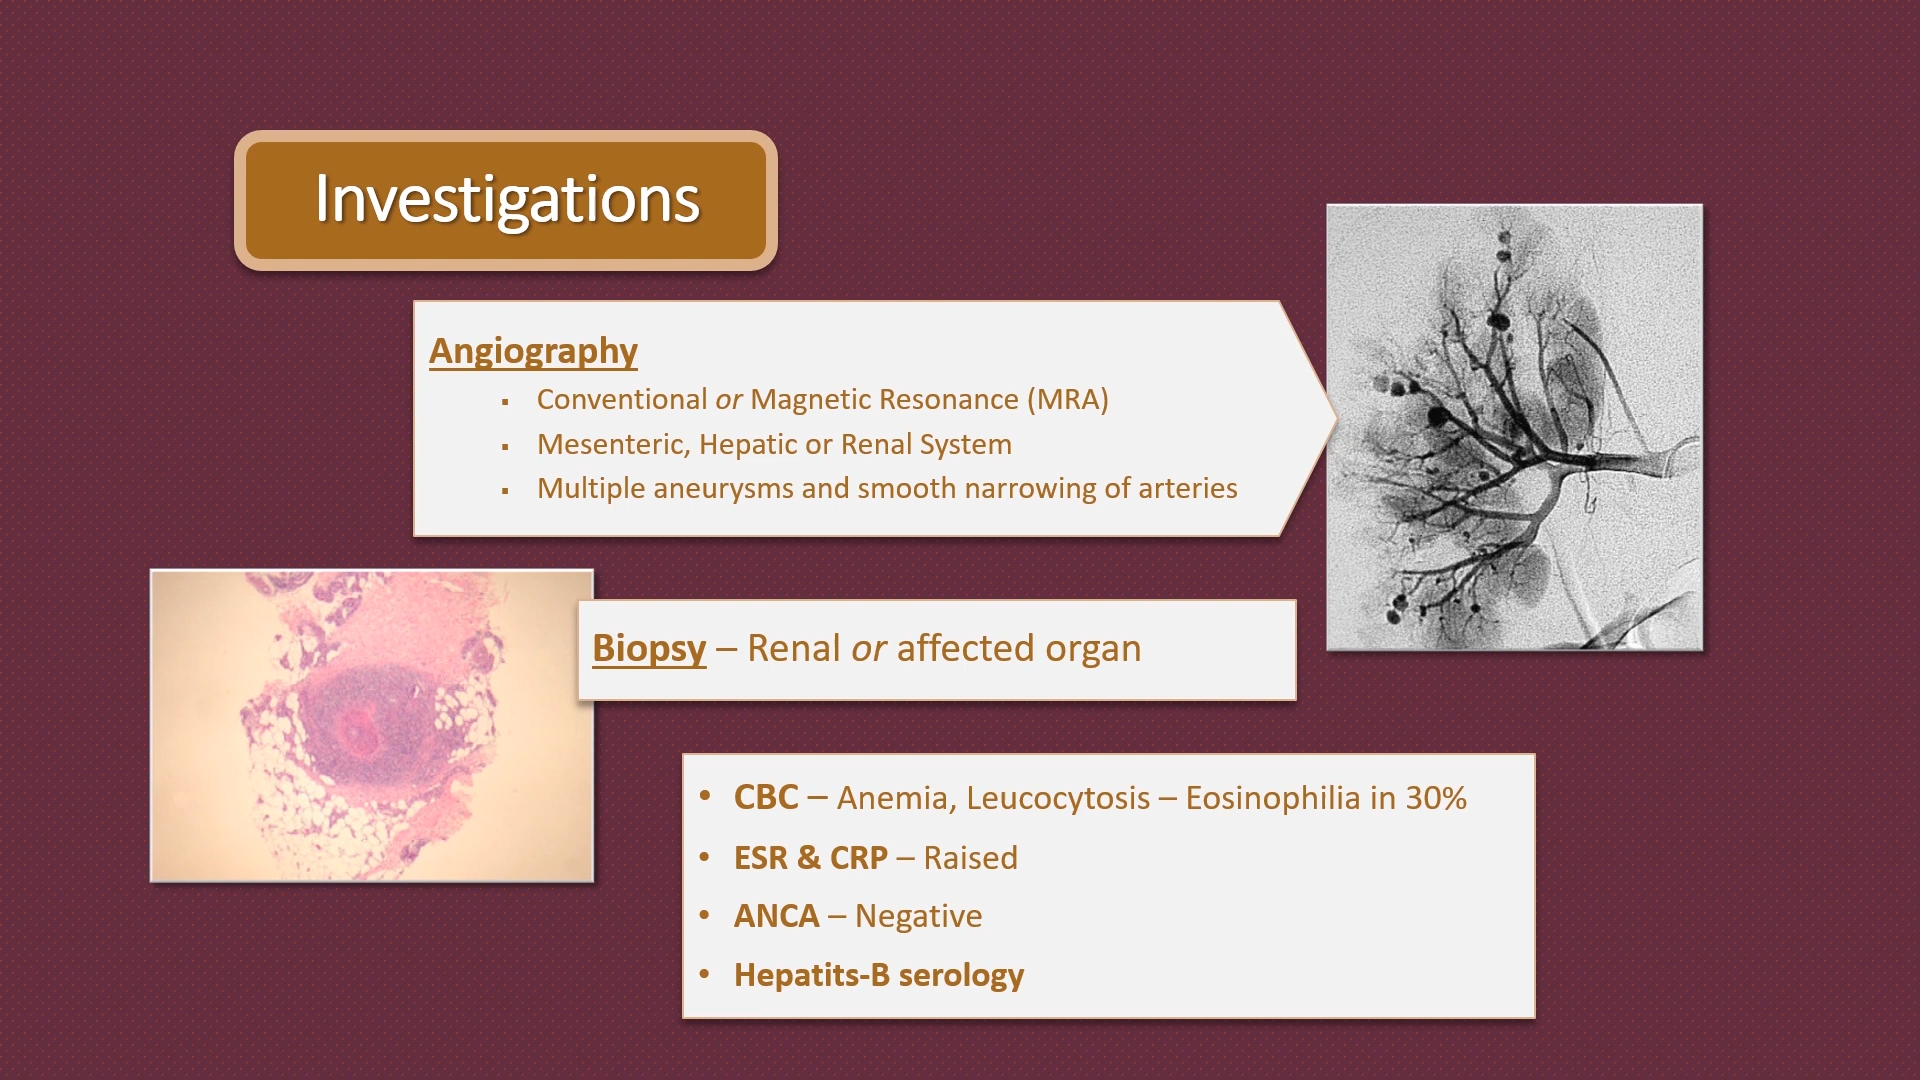 Investigations
Angiography
▪ Conventional or Magnetic Resonance (MRA)
▪ Mesenteric, Hepatic or Renal System
▪ Multiple aneurysms and smooth narrowing of arteries
Biopsy – Renal or affected organ
• CBC – Anemia, Leucocytosis – Eosinophilia in 30%
• ESR & CRP – Raised
• ANCA – Negative
• Hepatits-B serology